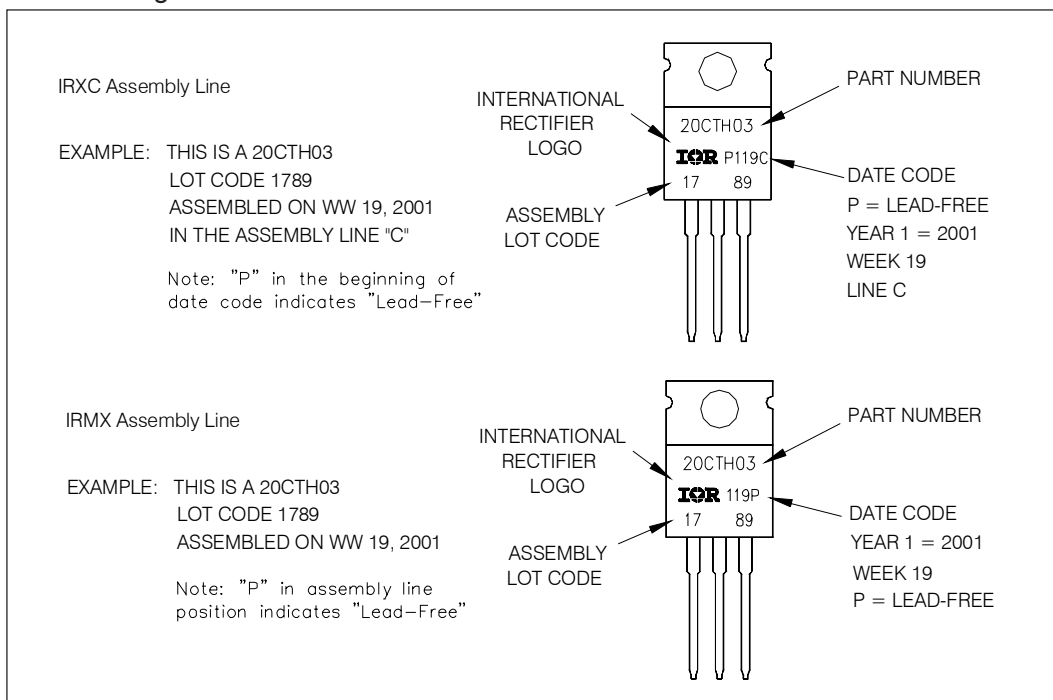 IRXC Assembly Line
EXAMPLE: THIS IS A 20CTH03
LOT CODE 1789
ASSEMBLED ON WW 19, 2001
IN THE ASSEMBLY LINE "C"
Note: "P" in the beginning of
date code indicates "Lead-Free"
INTERNATIONAL
RECTIFIER
LOGO
ASSEMBLY
LOT CODE
20CTH03
IOR P119C
17 89
PART NUMBER
DATE CODE
P = LEAD-FREE
YEAR 1 = 2001
WEEK 19
LINE C
IRMX Assembly Line
EXAMPLE: THIS IS A 20CTH03
LOT CODE 1789
ASSEMBLED ON WW 19, 2001
Note: "P" in assembly line
position indicates "Lead-Free"
INTERNATIONAL
RECTIFIER
LOGO
ASSEMBLY
LOT CODE
20CTH03
IOR 119P
17 89
PART NUMBER
DATE CODE
YEAR 1 = 2001
WEEK 19
P = LEAD-FREE